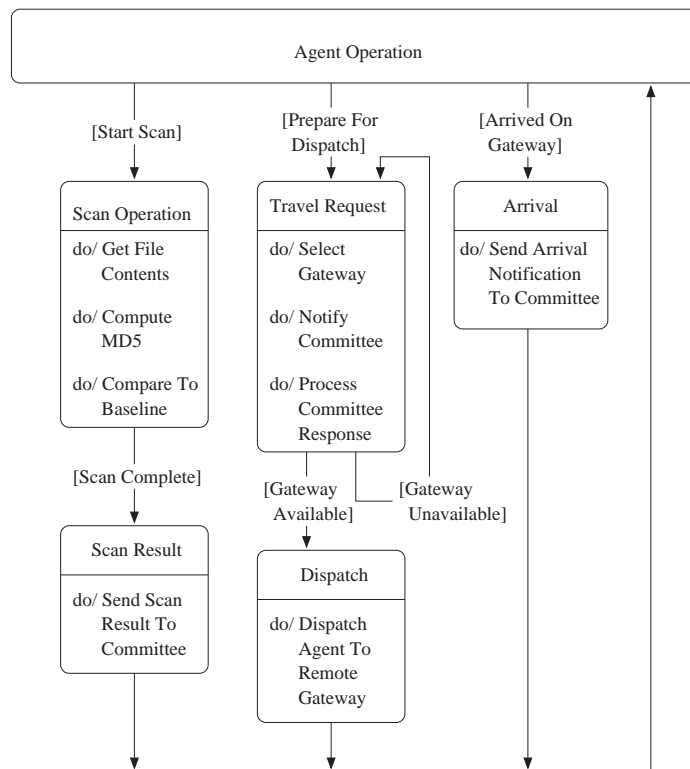 Agent Operation
[Start Scan]
[Prepare For
Dispatch]
[Arrived On
Gateway]
Scan Operation
do/ Get File
Contents
do/ Compute
MD5
do/ Compare To
Baseline
Travel Request
do/ Select
Gateway
do/ Notify
Committee
do/ Process
Committee
Response
Arrival
do/ Send Arrival
Notification
To Committee
[Scan Complete]
[Gateway
Available]
[Gateway
Unavailable]
Scan Result
do/ Send Scan
Result To
Committee
Dispatch
do/ Dispatch
Agent To
Remote
Gateway